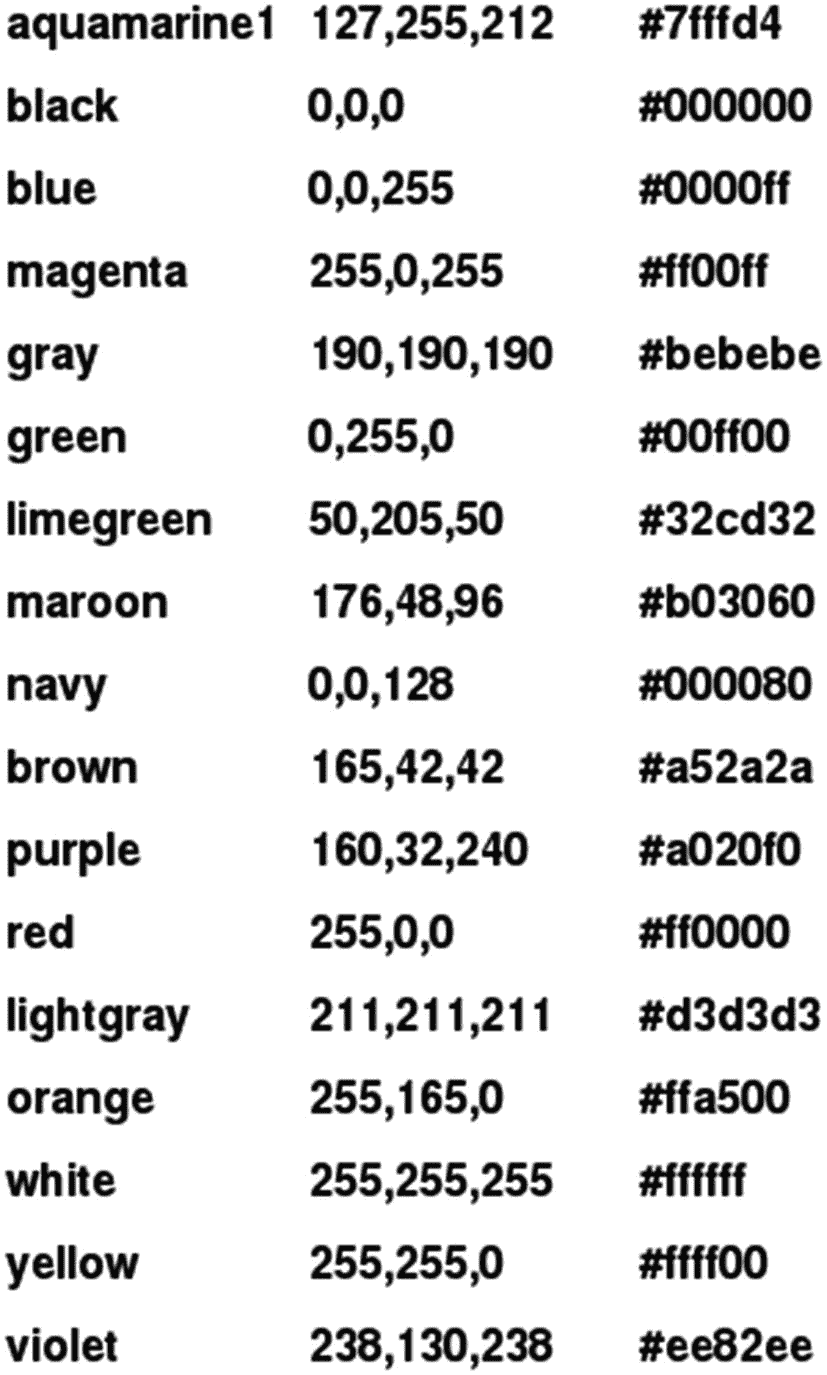 aquamarine1 127,255,212 #7fffd4
black 0,0,0 #000000
blue 0,0,255 #0000ff
magenta 255,0,255 #ff00ff
gray 190,190,190 #bebebe
green 0,255,0 #00ff00
limegreen 50,205,50 #32cd32
maroon 176,48,96 #b03060
navy 0,0,128 #000080
brown 165,42,42 #a52a2a
purple 160,32,240 #a020f0
red 255,0,0 #ff0000
lightgray 211,211,211 #d3d3d3
orange 255,165,0 #ffa500
white 255,255,255 #ffffff
yellow 255,255,0 #ffff00
violet 238,130,238 #ee82ee